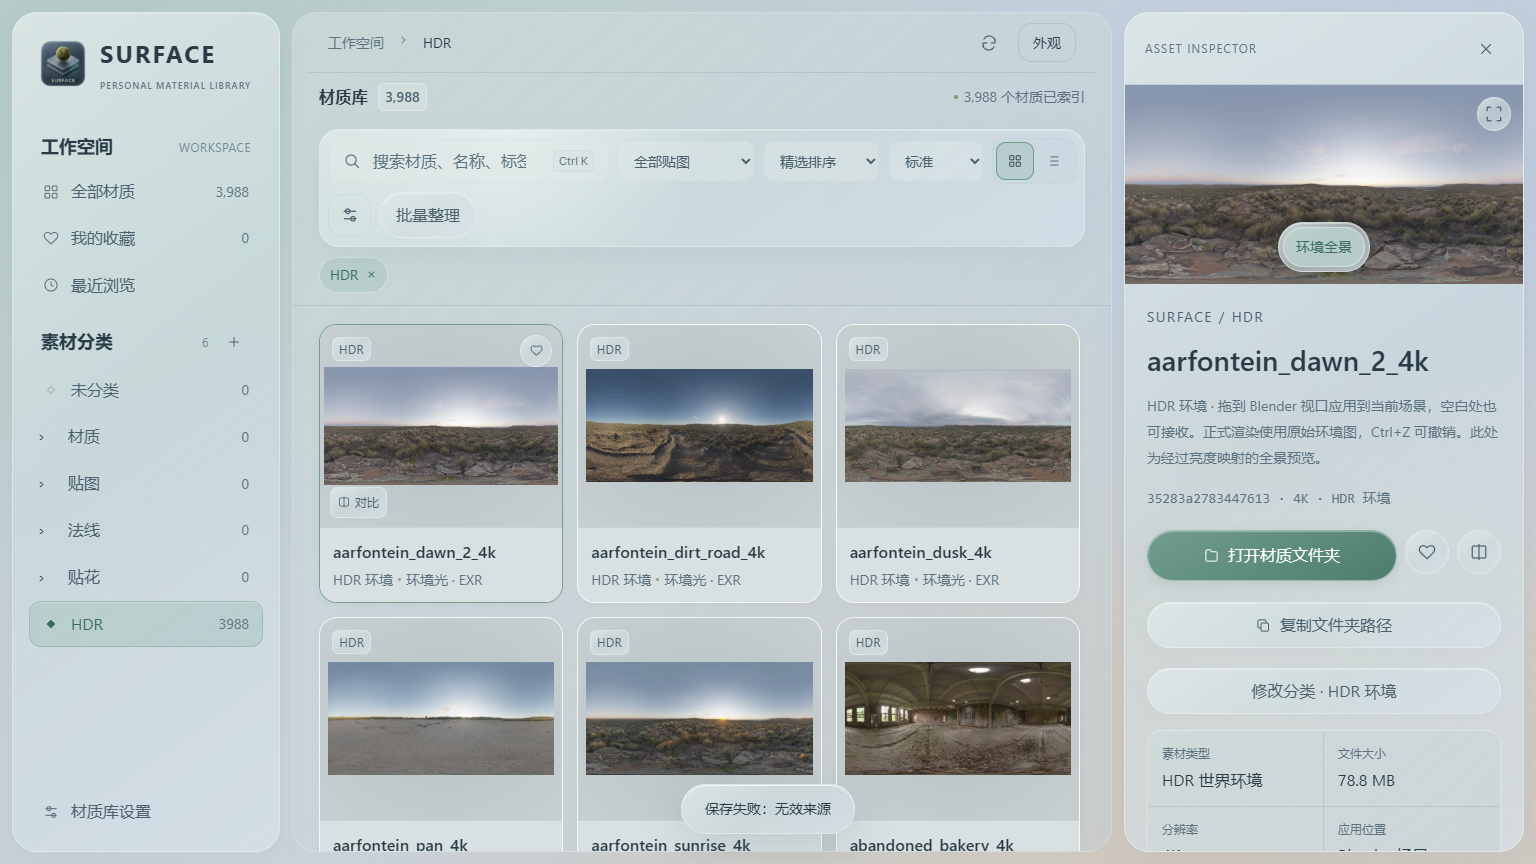 SURFACE
PERSONAL MATERIAL LIBRARY
工作空间 WORKSPACE
全部材质 3,988
我的收藏 0
最近浏览
素材分类 6 +
未分类 0
› 材质 0
› 贴图 0
› 法线 0
› 贴花 0
HDR 3988
材质库设置
工作空间 › HDR
外观
材质库 3,988
• 3,988 个材质已索引
搜索材质、名称、标签 Ctrl K
全部贴图
精选排序
标准
批量整理
HDR ×
HDR
对比
aarfontein_dawn_2_4k
HDR 环境 · 环境光 · EXR
HDR
aarfontein_dirt_road_4k
HDR 环境 · 环境光 · EXR
HDR
aarfontein_dusk_4k
HDR 环境 · 环境光 · EXR
HDR
aarfontein_pan_4k
HDR
aarfontein_sunrise_4k
HDR
abandoned_bakery_4k
保存失败：无效来源
ASSET INSPECTOR
环境全景
SURFACE / HDR
aarfontein_dawn_2_4k
HDR 环境 · 拖到 Blender 视口应用到当前场景，空白处也
可接收。正式渲染使用原始环境图，Ctrl+Z 可撤销。此处
为经过亮度映射的全景预览。
35283a2783447613 · 4K · HDR 环境
打开材质文件夹
复制文件夹路径
修改分类 · HDR 环境
素材类型
HDR 世界环境
文件大小
78.8 MB
分辨率
应用位置